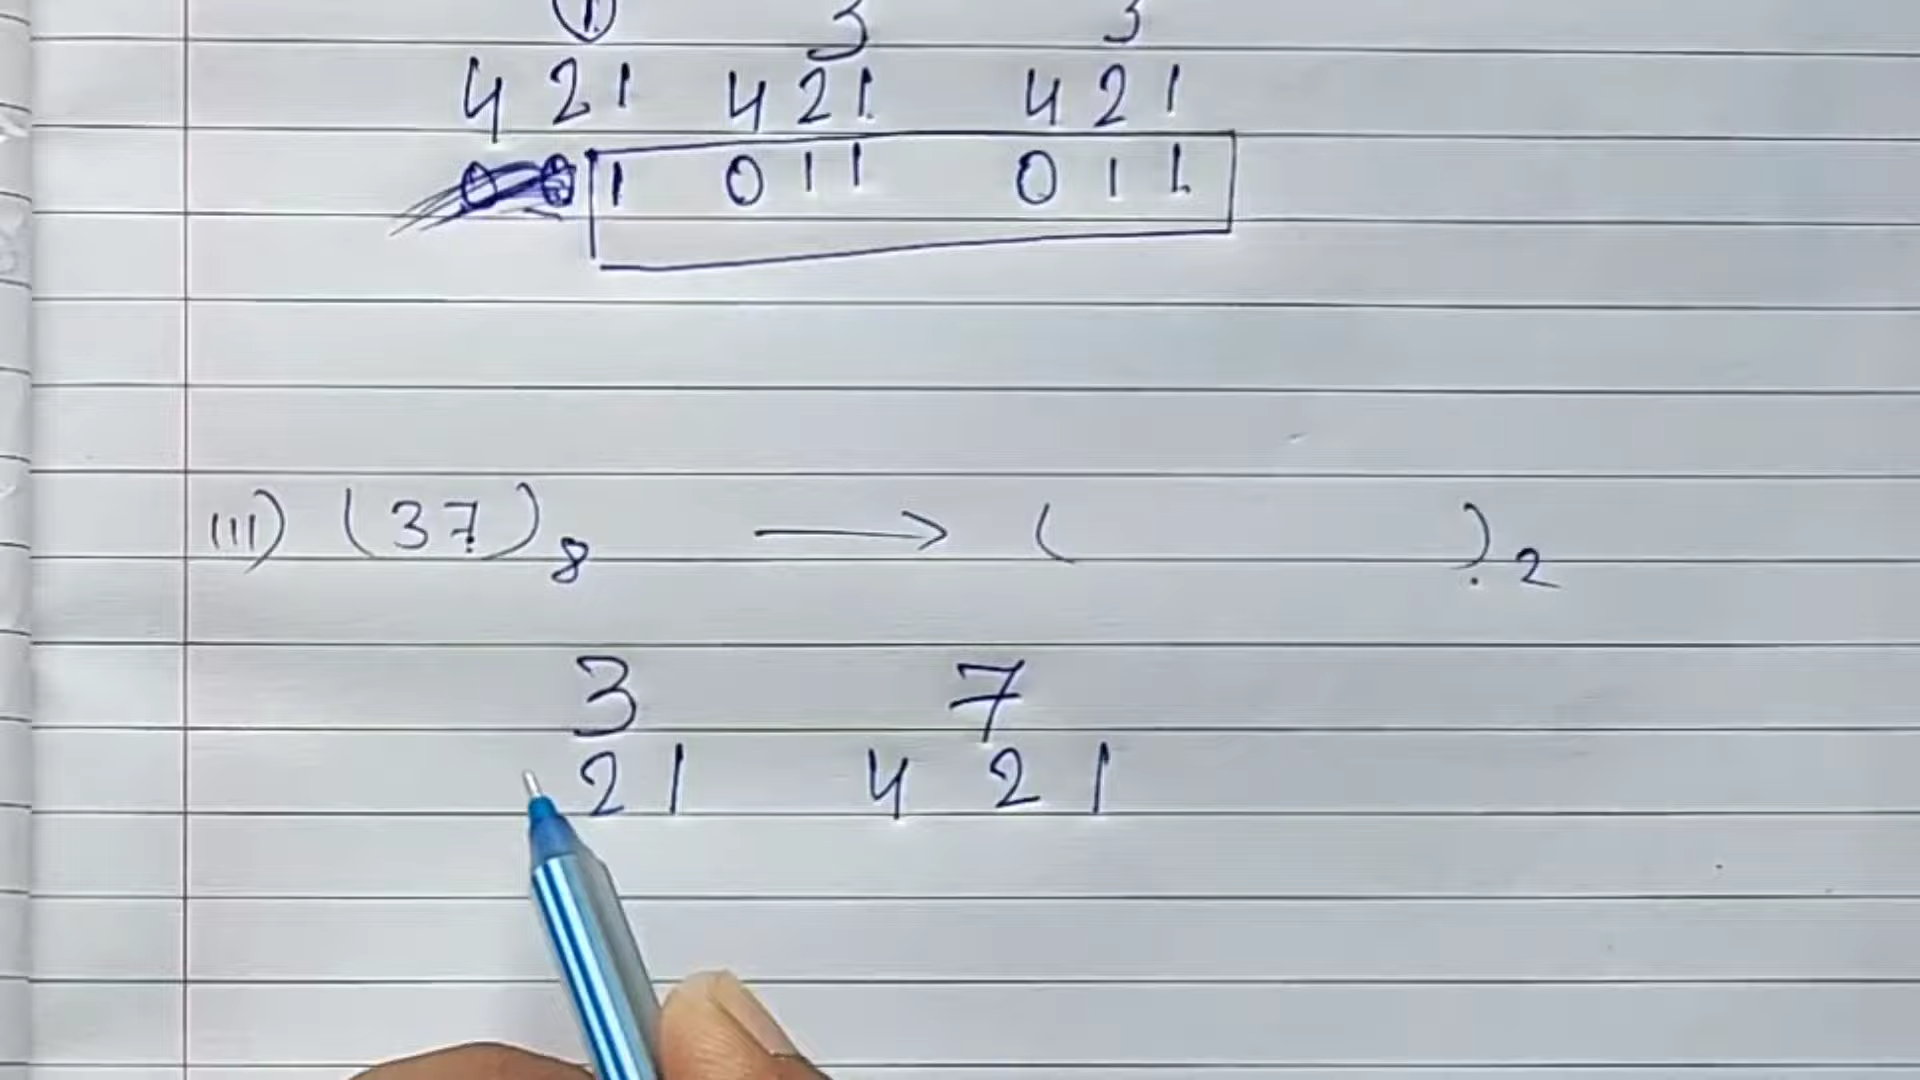 1 3 3
4 2 1 4 2 1 4 2 1
1 0 1 1 0 1 1
III) (37)8 → ( )2
3 7
2 1 4 2 1